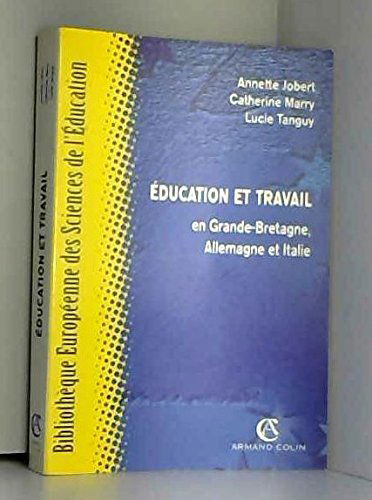 Annette Jobert
Catherine Marry
Lucie Tanguy
ÉDUCATION ET TRAVAIL
en Grande-Bretagne,
Allemagne et Italie
ARMAND COLIN
Bibliothèque Européenne des Sciences de l'Éducation
ÉDUCATION ET TRAVAIL